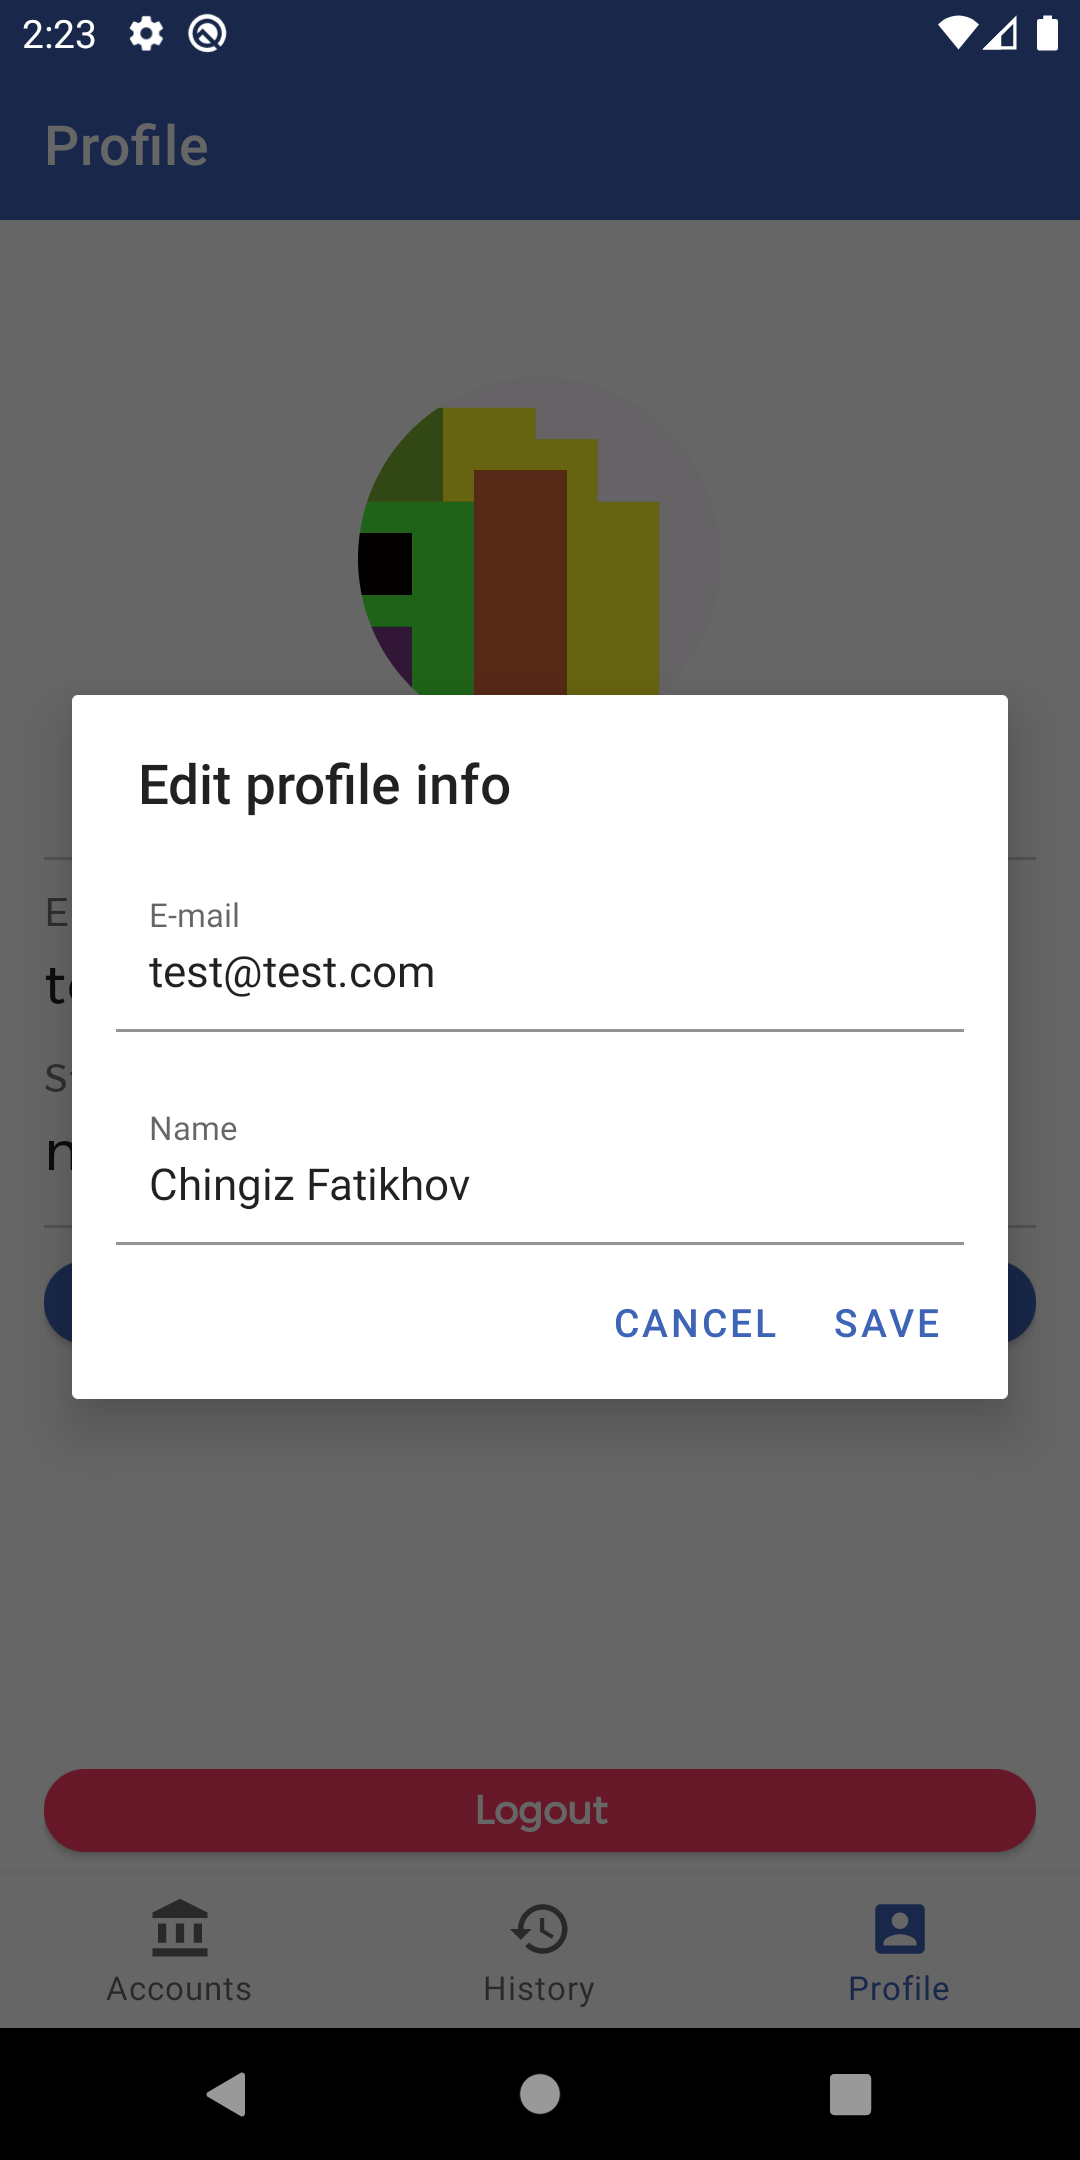 2:23
Profile
Edit profile info
E-mail
test@test.com
Name
Chingiz Fatikhov
CANCEL SAVE
Logout
Accounts History Profile